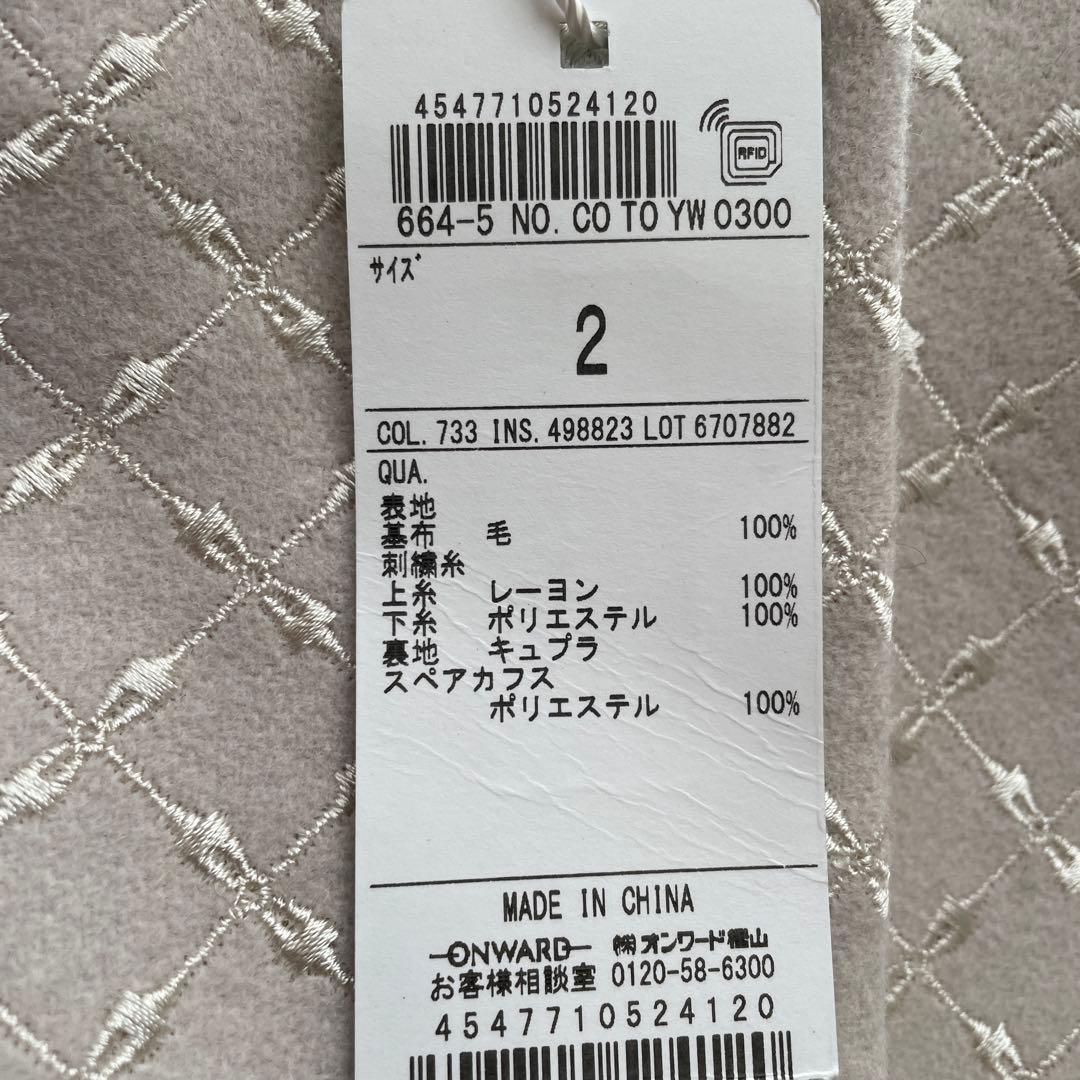 4547710524120
RFID
664-5 NO. CO TO YW 0300
サイズ
2
COL. 733 INS. 498823 LOT 6707882
QUA.
表地
基布 毛 100%
刺繍糸
上糸 レーヨン 100%
下糸 ポリエステル 100%
裏地 キュプラ
スペアカフス
ポリエステル 100%
MADE IN CHINA
ONWARD ㈱オンワード樫山
お客様相談室 0120-58-6300
4547710524120